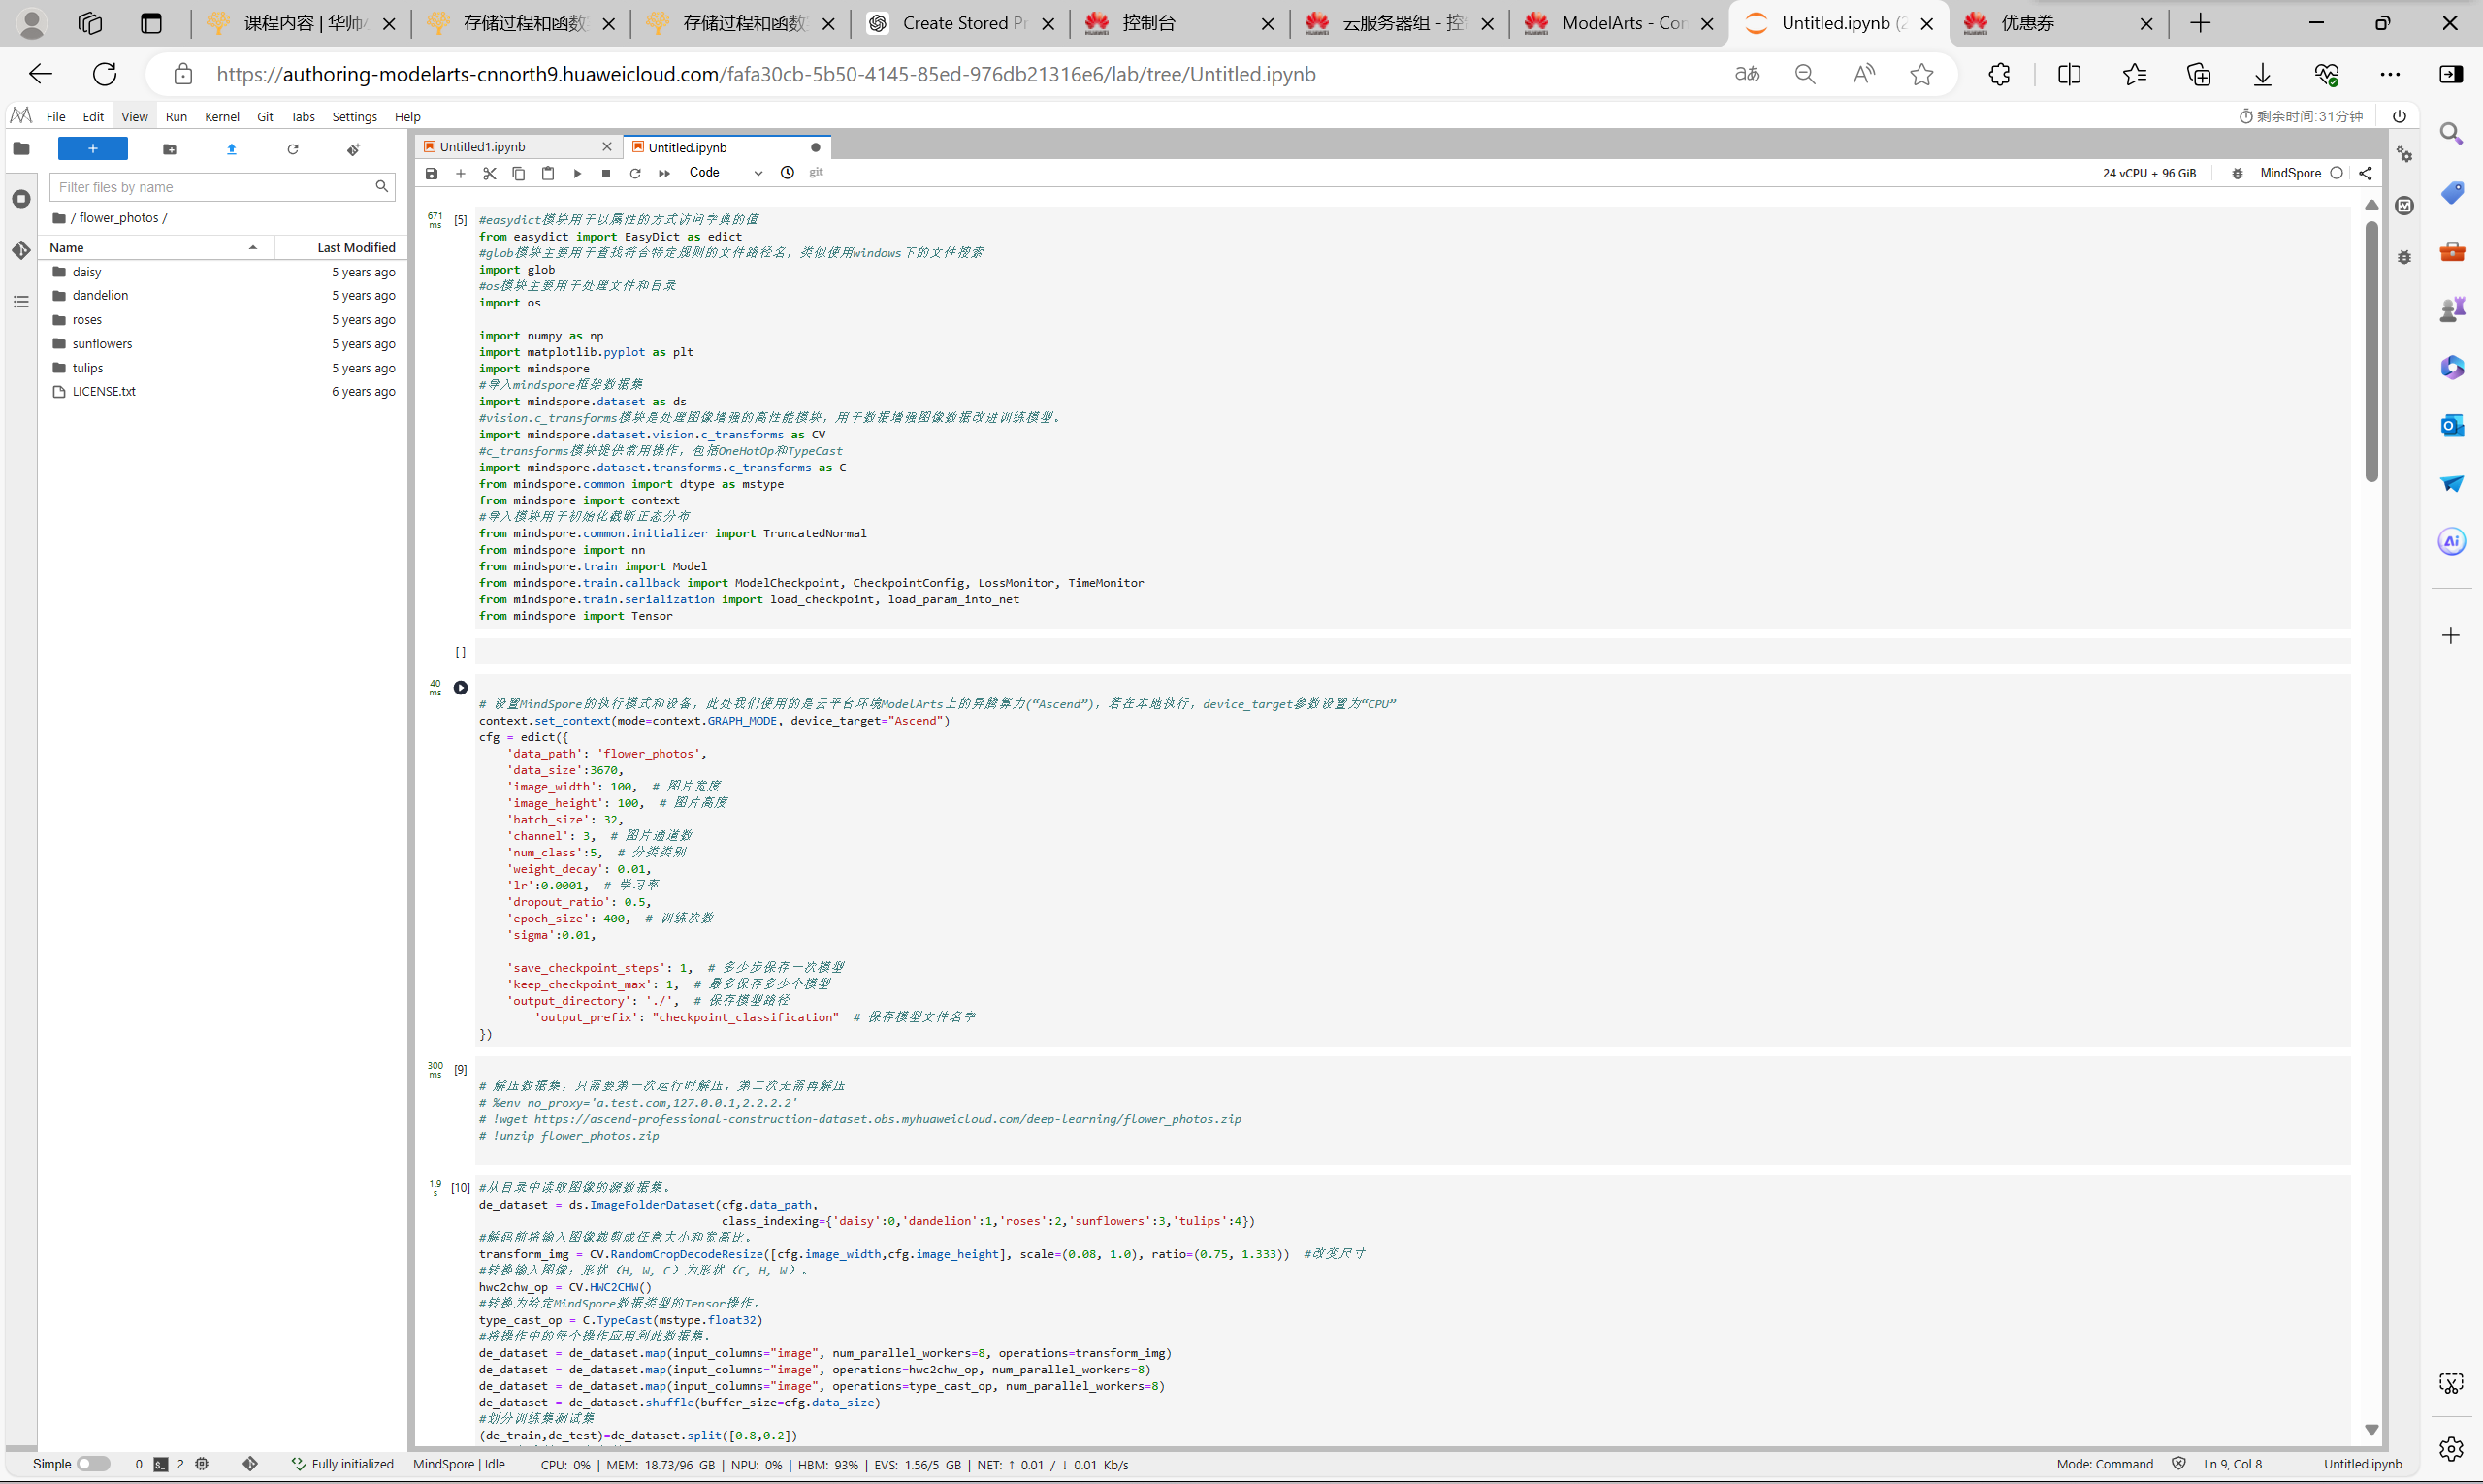 课程内容 | 华师
存储过程和函数
存储过程和函数
Create Stored Pr
控制台
云服务器组 - 控
ModelArts - Con
Untitled.ipynb (2
优惠券
https://authoring-modelarts-cnnorth9.huaweicloud.com/fafa30cb-5b50-4145-85ed-976db21316e6/lab/tree/Untitled.ipynb
File Edit View Run Kernel Git Tabs Settings Help
剩余时间:31分钟
Untitled1.ipynb
Untitled.ipynb
Code
git
24 vCPU + 96 GiB
MindSpore
Filter files by name
/ flower_photos /
Name Last Modified
daisy 5 years ago
dandelion 5 years ago
roses 5 years ago
sunflowers 5 years ago
tulips 5 years ago
LICENSE.txt 6 years ago
671 ms [5]
#easydict模块用于以属性的方式访问字典的值
from easydict import EasyDict as edict
#glob模块主要用于查找符合特定规则的文件路径名，类似使用windows下的文件搜索
import glob
#os模块主要用于处理文件和目录
import os
import numpy as np
import matplotlib.pyplot as plt
import mindspore
#导入mindspore框架数据集
import mindspore.dataset as ds
#vision.c_transforms模块是处理图像增强的高性能模块，用于数据增强图像数据改进训练模型。
import mindspore.dataset.vision.c_transforms as CV
#c_transforms模块提供常用操作，包括OneHotOp和TypeCast
import mindspore.dataset.transforms.c_transforms as C
from mindspore.common import dtype as mstype
from mindspore import context
#导入模块用于初始化截断正态分布
from mindspore.common.initializer import TruncatedNormal
from mindspore import nn
from mindspore.train import Model
from mindspore.train.callback import ModelCheckpoint, CheckpointConfig, LossMonitor, TimeMonitor
from mindspore.train.serialization import load_checkpoint, load_param_into_net
from mindspore import Tensor
[ ]
40 ms
# 设置MindSpore的执行模式和设备，此处我们使用的是云平台环境ModelArts上的昇腾算力(“Ascend”)，若在本地执行，device_target参数设置为“CPU”
context.set_context(mode=context.GRAPH_MODE, device_target="Ascend")
cfg = edict({
'data_path': 'flower_photos',
'data_size':3670,
'image_width': 100, # 图片宽度
'image_height': 100, # 图片高度
'batch_size': 32,
'channel': 3, # 图片通道数
'num_class':5, # 分类类别
'weight_decay': 0.01,
'lr':0.0001, # 学习率
'dropout_ratio': 0.5,
'epoch_size': 400, # 训练次数
'sigma':0.01,
'save_checkpoint_steps': 1, # 多少步保存一次模型
'keep_checkpoint_max': 1, # 最多保存多少个模型
'output_directory': './', # 保存模型路径
'output_prefix': "checkpoint_classification" # 保存模型文件名字
})
300 ms [9]
# 解压数据集，只需要第一次运行时解压，第二次无需再解压
# %env no_proxy='a.test.com,127.0.0.1,2.2.2.2'
# !wget https://ascend-professional-construction-dataset.obs.myhuaweicloud.com/deep-learning/flower_photos.zip
# !unzip flower_photos.zip
1.9 s [10]
#从目录中读取图像的源数据集。
de_dataset = ds.ImageFolderDataset(cfg.data_path,
class_indexing={'daisy':0,'dandelion':1,'roses':2,'sunflowers':3,'tulips':4})
#解码前将输入图像裁剪成任意大小和宽高比。
transform_img = CV.RandomCropDecodeResize([cfg.image_width,cfg.image_height], scale=(0.08, 1.0), ratio=(0.75, 1.333)) #改变尺寸
#转换输入图像；形状（H, W, C）为形状（C, H, W）。
hwc2chw_op = CV.HWC2CHW()
#转换为给定MindSpore数据类型的Tensor操作。
type_cast_op = C.TypeCast(mstype.float32)
#将操作中的每个操作应用到此数据集。
de_dataset = de_dataset.map(input_columns="image", num_parallel_workers=8, operations=transform_img)
de_dataset = de_dataset.map(input_columns="image", operations=hwc2chw_op, num_parallel_workers=8)
de_dataset = de_dataset.map(input_columns="image", operations=type_cast_op, num_parallel_workers=8)
de_dataset = de_dataset.shuffle(buffer_size=cfg.data_size)
#划分训练集测试集
(de_train,de_test)=de_dataset.split([0.8,0.2])
Simple 0 2 Fully initialized MindSpore | Idle CPU: 0% | MEM: 18.73/96 GB | NPU: 0% | HBM: 93% | EVS: 1.56/5 GB | NET: ↑ 0.01 / ↓ 0.01 Kb/s Mode: Command Ln 9, Col 8 Untitled.ipynb